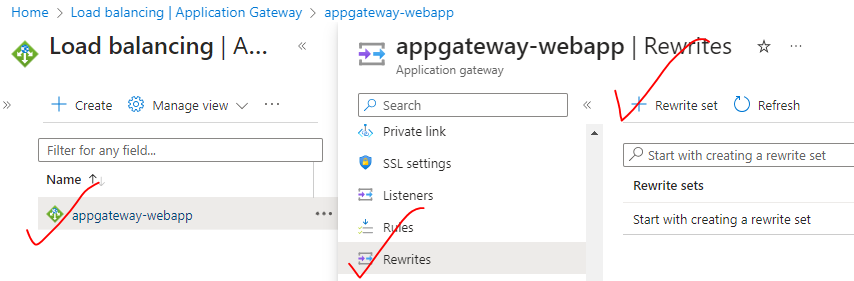 Home > Load balancing | Application Gateway > appgateway-webapp
Load balancing | A...
«
»
+ Create
Manage view
...
Filter for any field...
Name ↑↓
appgateway-webapp
...
appgateway-webapp | Rewrites
...
Application gateway
Search
«
Private link
SSL settings
Listeners
Rules
Rewrites
+ Rewrite set
Refresh
Start with creating a rewrite set
Rewrite sets
Start with creating a rewrite set